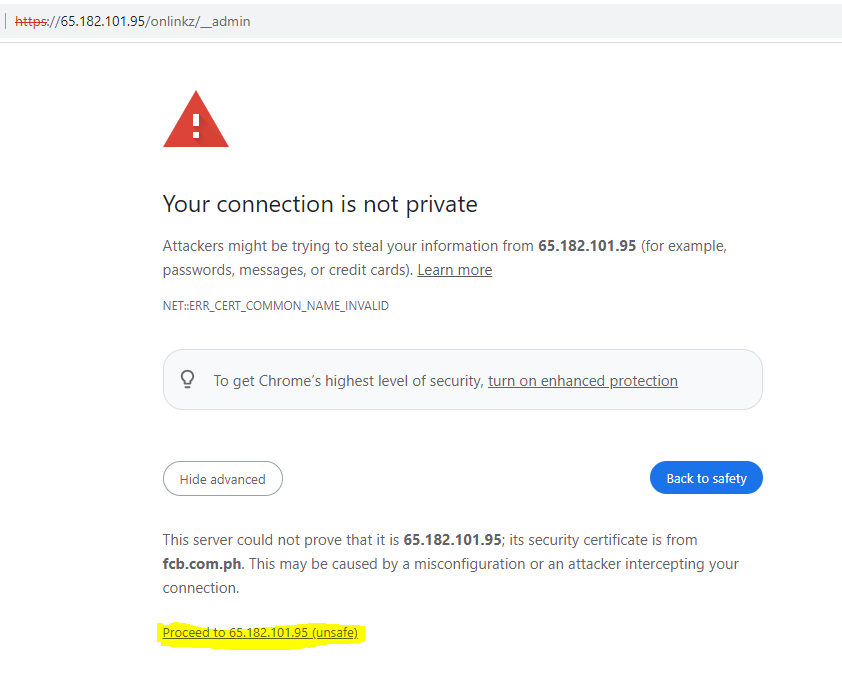 https://65.182.101.95/onlinkz/__admin
Your connection is not private
Attackers might be trying to steal your information from 65.182.101.95 (for example,
passwords, messages, or credit cards). Learn more
NET::ERR_CERT_COMMON_NAME_INVALID
To get Chrome's highest level of security, turn on enhanced protection
Hide advanced
Back to safety
This server could not prove that it is 65.182.101.95; its security certificate is from
fcb.com.ph. This may be caused by a misconfiguration or an attacker intercepting your
connection.
Proceed to 65.182.101.95 (unsafe)